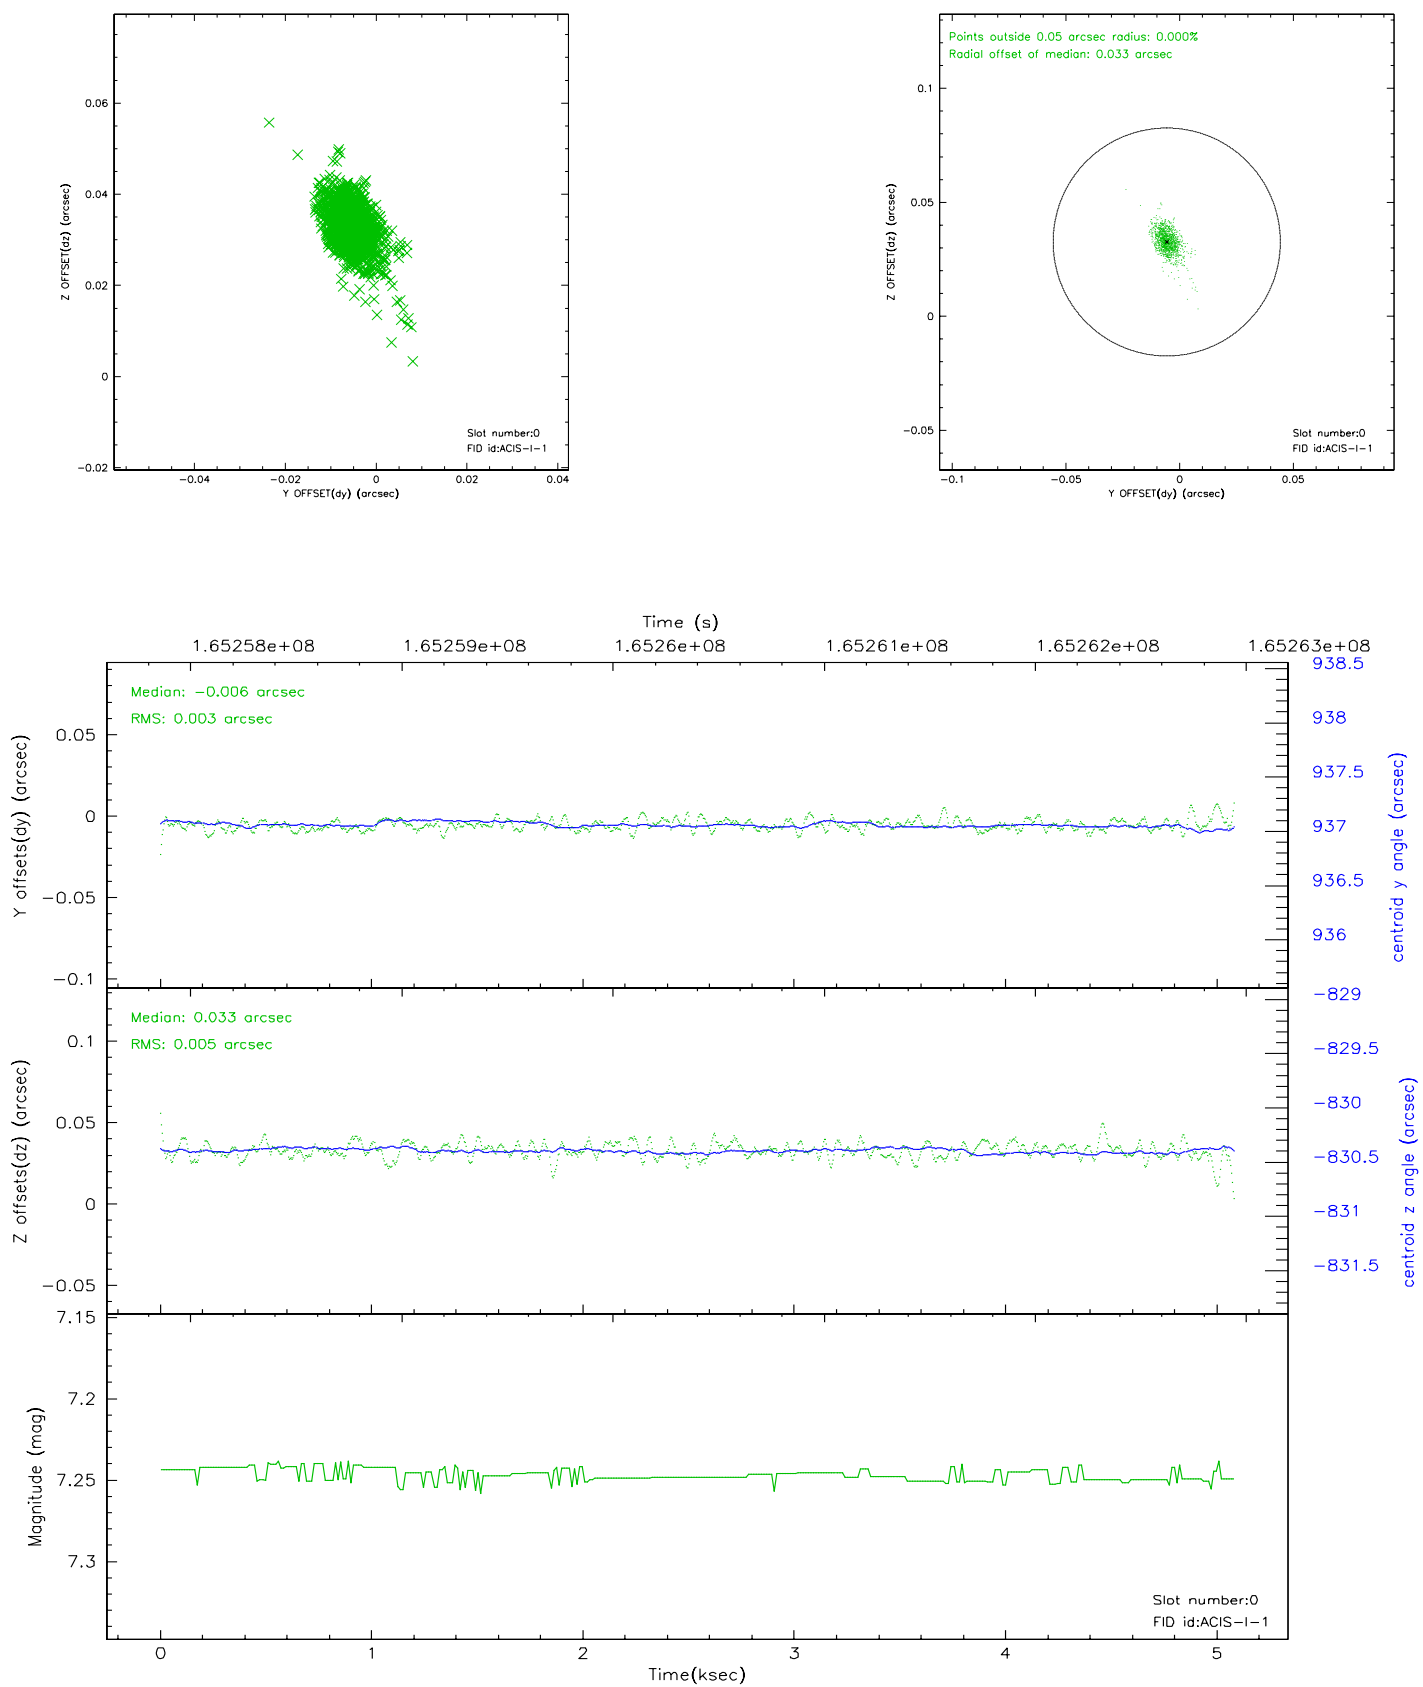 0.06
0.04
0.02
0
-0.02
-0.04
-0.02
0
0.02
0.04
Z OFFSET(dz) (arcsec)
Y OFFSET(dy) (arcsec)
Slot number:0
FID id:ACIS-I-1
Points outside 0.05 arcsec radius: 0.000%
Radial offset of median: 0.033 arcsec
0.1
0.05
0
-0.05
-0.1
-0.05
0
0.05
Z OFFSET(dz) (arcsec)
Y OFFSET(dy) (arcsec)
Slot number:0
FID id:ACIS-I-1
Time (s)
1.65258e+08
1.65259e+08
1.6526e+08
1.65261e+08
1.65262e+08
1.65263e+08
Median: -0.006 arcsec
RMS: 0.003 arcsec
0.05
0
-0.05
-0.1
Y offsets(dy) (arcsec)
938.5
938
937.5
937
936.5
936
centroid y angle (arcsec)
Median: 0.033 arcsec
RMS: 0.005 arcsec
0.1
0.05
0
-0.05
Z offsets(dz) (arcsec)
-829
-829.5
-830
-830.5
-831
-831.5
centroid z angle (arcsec)
7.15
7.2
7.25
7.3
Magnitude (mag)
Slot number:0
FID id:ACIS-I-1
0
1
2
3
4
5
Time(ksec)